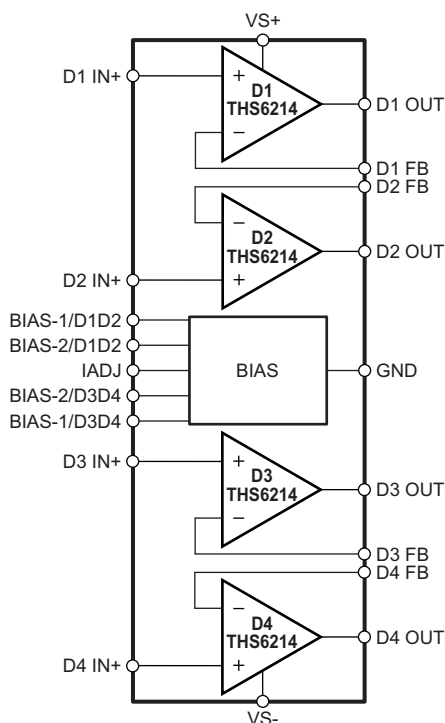 VS+
D1 IN+
+
D1
THS6214
D1 OUT
−
D1 FB
D2 FB
−
D2
THS6214
D2 OUT
D2 IN+
+
BIAS-1/D1D2
BIAS-2/D1D2
IADJ
BIAS
GND
BIAS-2/D3D4
BIAS-1/D3D4
D3 IN+
+
D3
THS6214
D3 OUT
−
D3 FB
D4 FB
−
D4
THS6214
D4 OUT
D4 IN+
+
VS-